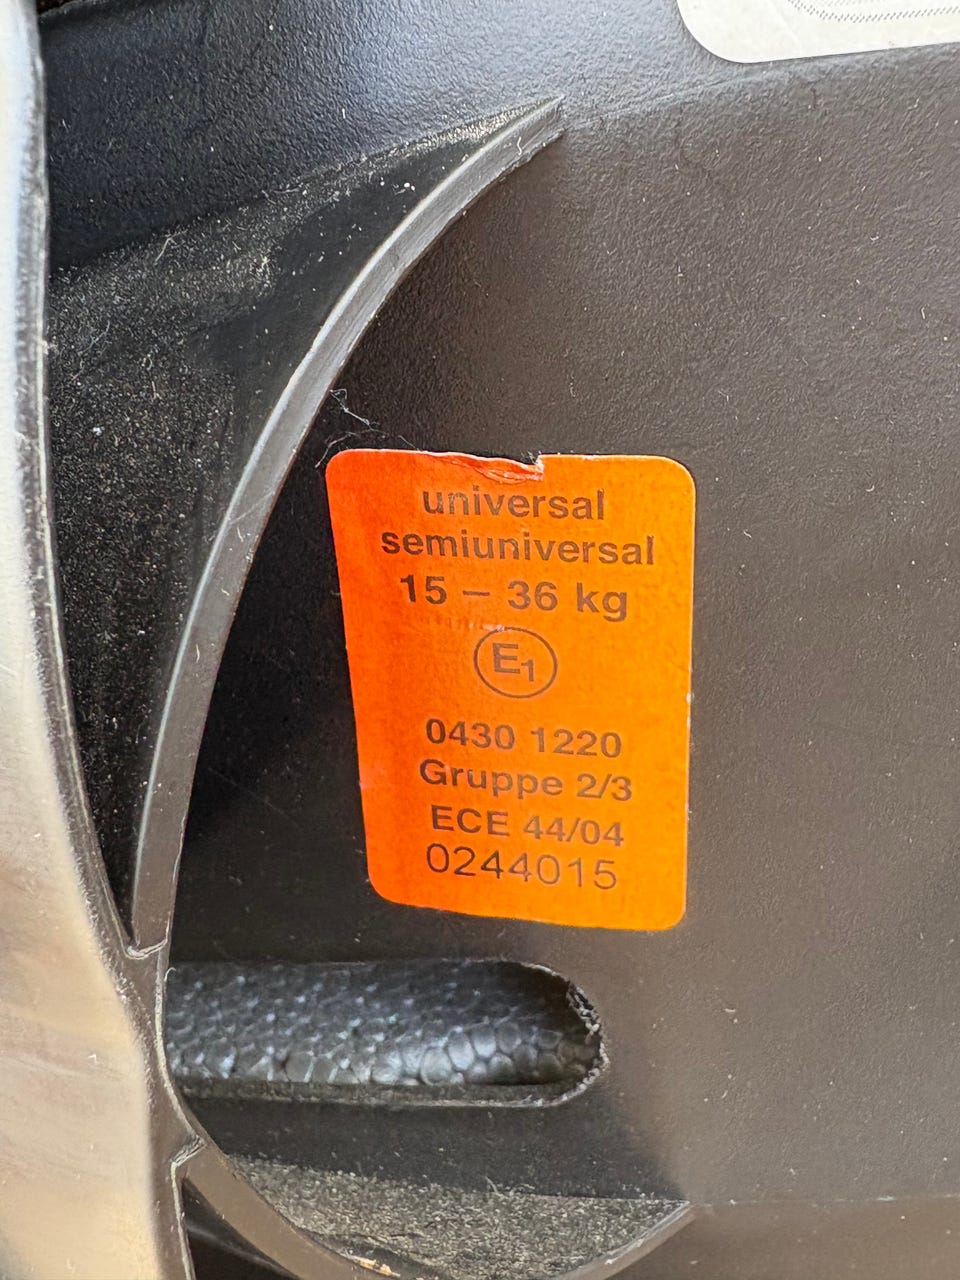 universal
semiuniversal
15 – 36 kg
E1
0430 1220
Gruppe 2/3
ECE 44/04
0244015